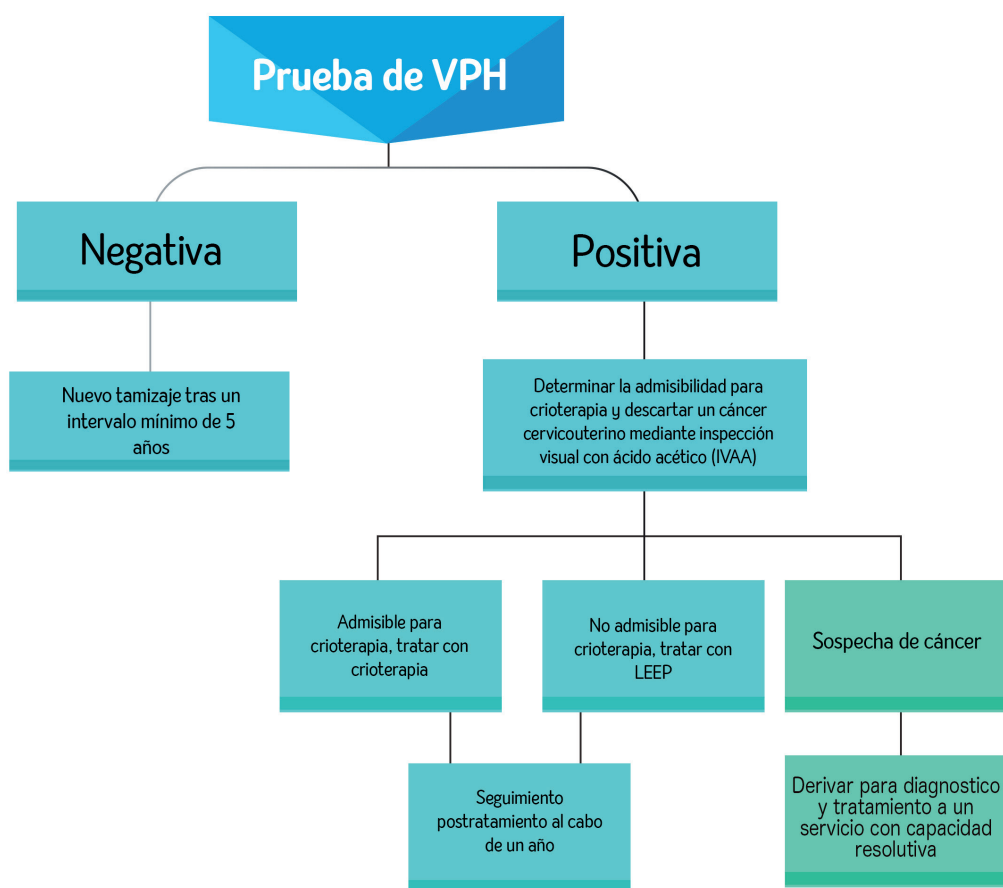 Prueba de VPH
Negativa
Positiva
Nuevo tamizaje tras un
intervalo mínimo de 5
años
Determinar la admisibilidad para
crioterapia y descartar un cáncer
cervicouterino mediante inspección
visual con ácido acético (IVAA)
Admisible para
crioterapia, tratar con
crioterapia
No admisible para
crioterapia, tratar con
LEEP
Sospecha de cáncer
Seguimiento
postratamiento al cabo
de un año
Derivar para diagnostico
y tratamiento a un
servicio con capacidad
resolutiva